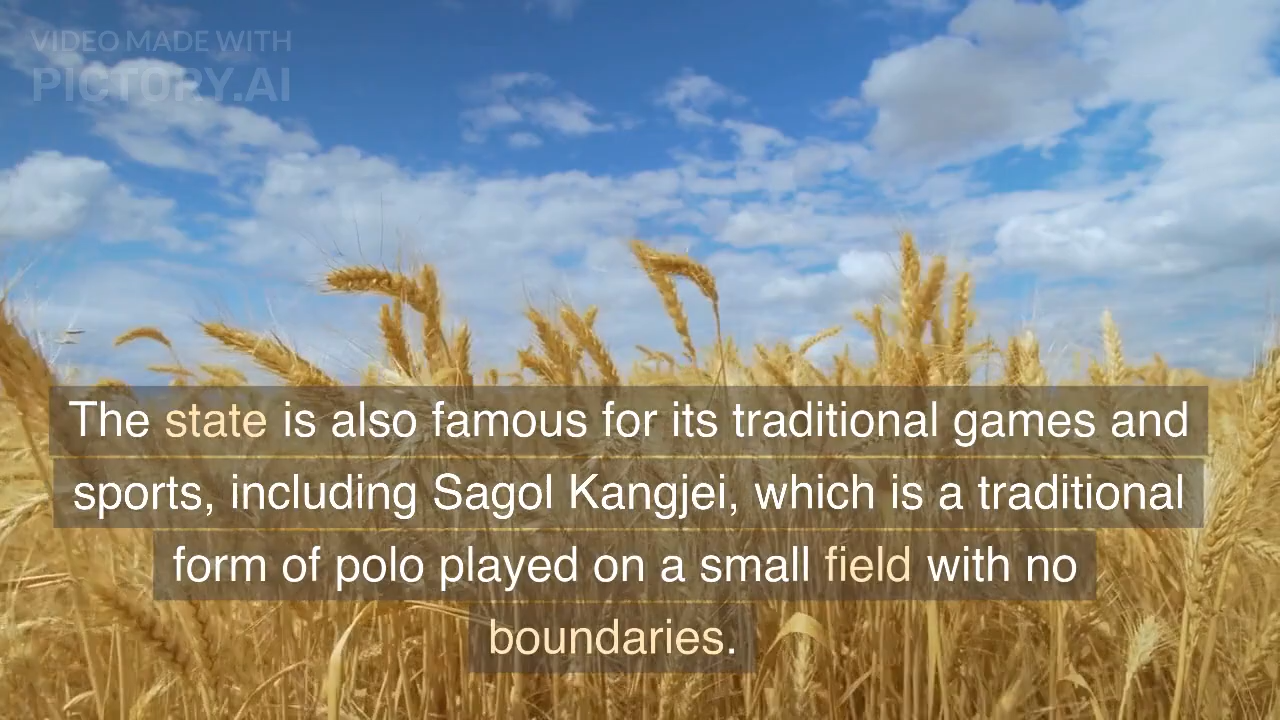 VIDEO MADE WITH
PICTORY.AI
The state is also famous for its traditional games and
sports, including Sagol Kangjei, which is a traditional
form of polo played on a small field with no
boundaries.